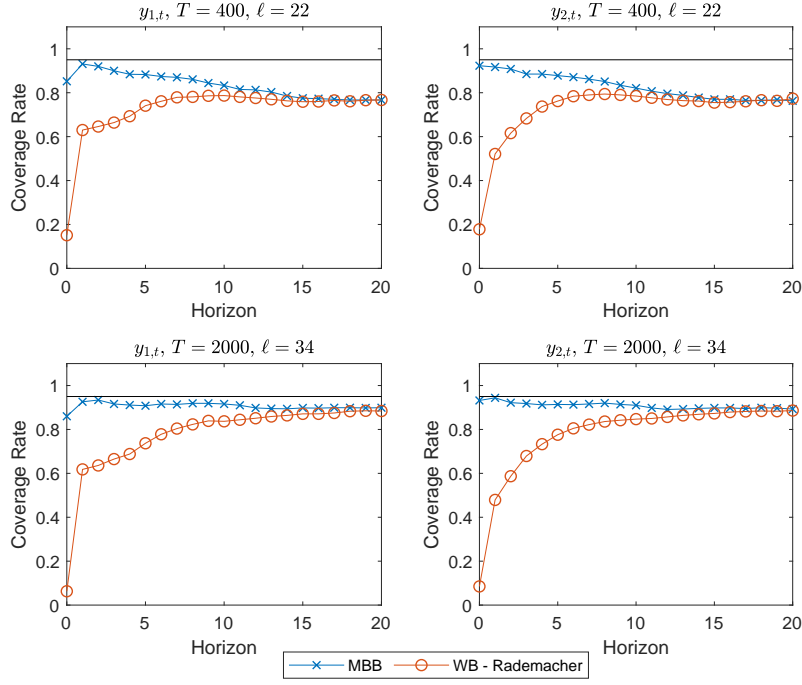 y1,t, T = 400, ℓ = 22
y2,t, T = 400, ℓ = 22
Coverage Rate
1
0.8
0.6
0.4
0.2
0
0 5 10 15 20
Horizon
Coverage Rate
1
0.8
0.6
0.4
0.2
0
0 5 10 15 20
Horizon
y1,t, T = 2000, ℓ = 34
y2,t, T = 2000, ℓ = 34
Coverage Rate
1
0.8
0.6
0.4
0.2
0
0 5 10 15 20
Horizon
Coverage Rate
1
0.8
0.6
0.4
0.2
0
0 5 10 15 20
Horizon
MBB WB - Rademacher